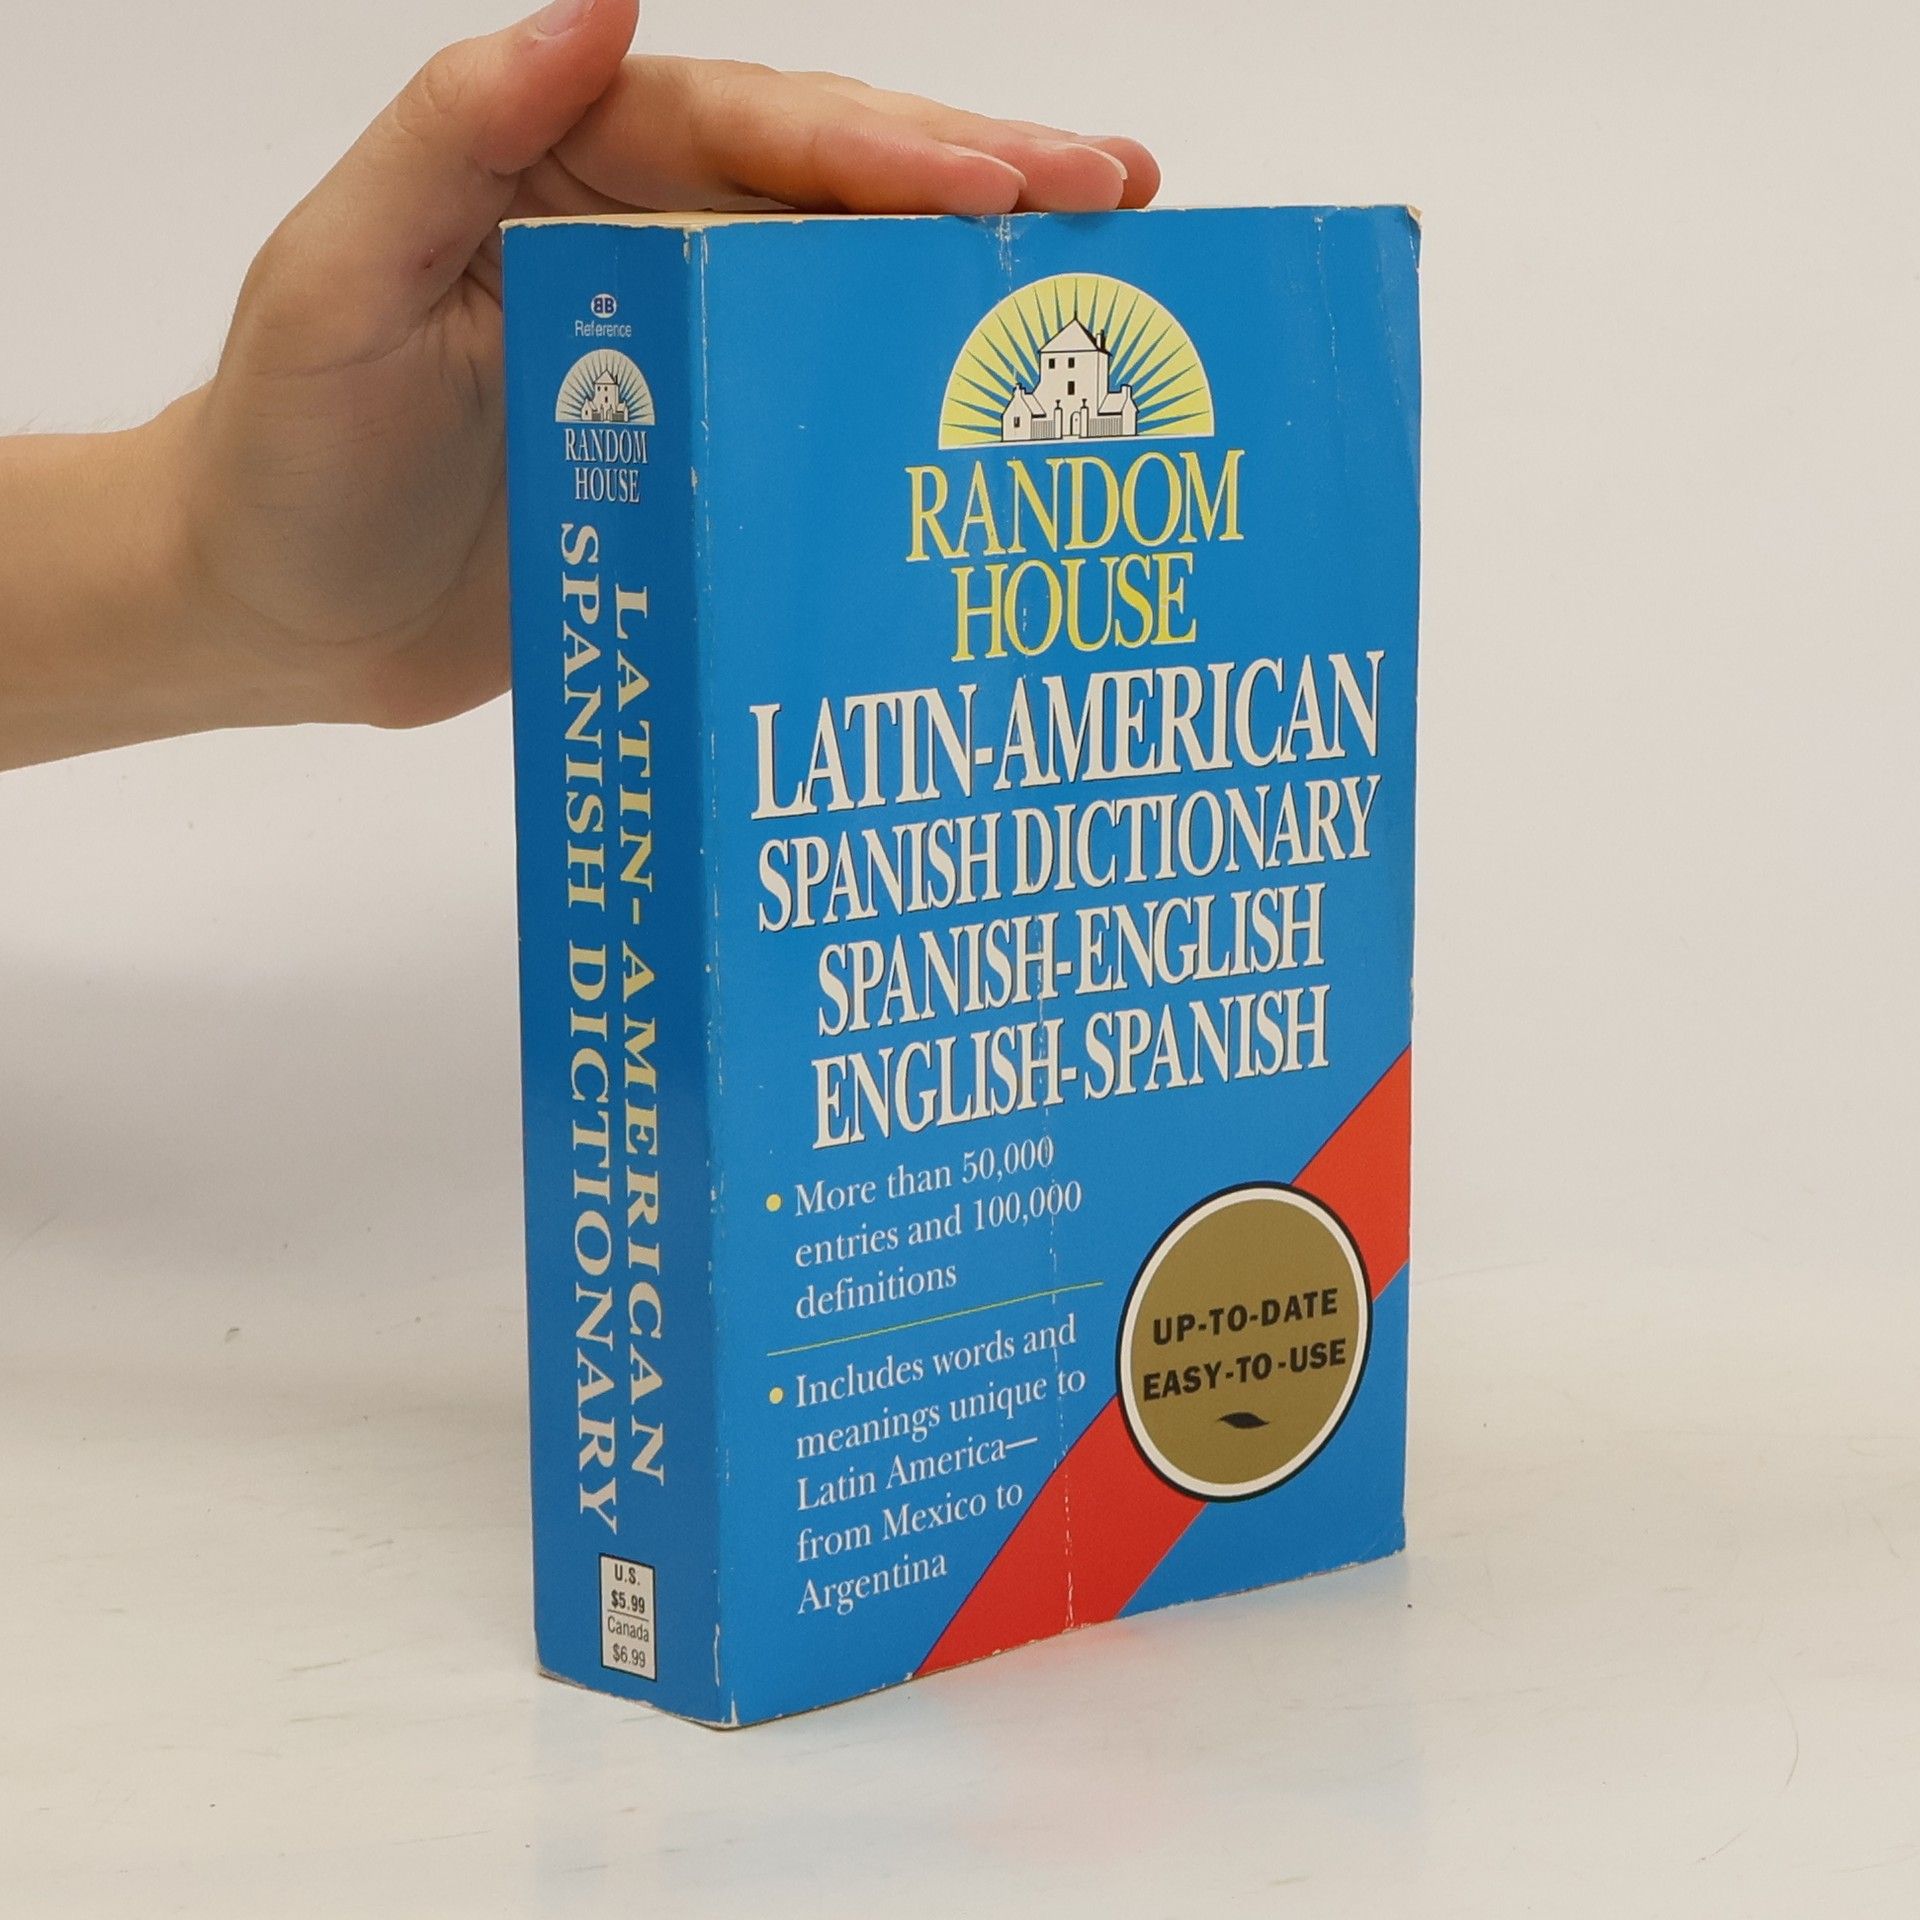 BB
Reference
RANDOM
HOUSE
LATIN-AMERICAN
SPANISH DICTIONARY
U.S.
$5.99
Canada
$6.99
RANDOM
HOUSE
LATIN-AMERICAN
SPANISH DICTIONARY
SPANISH-ENGLISH
ENGLISH-SPANISH
• More than 50,000
entries and 100,000
definitions
• Includes words and
meanings unique to
Latin America—
from Mexico to
Argentina
UP-TO-DATE
EASY-TO-USE